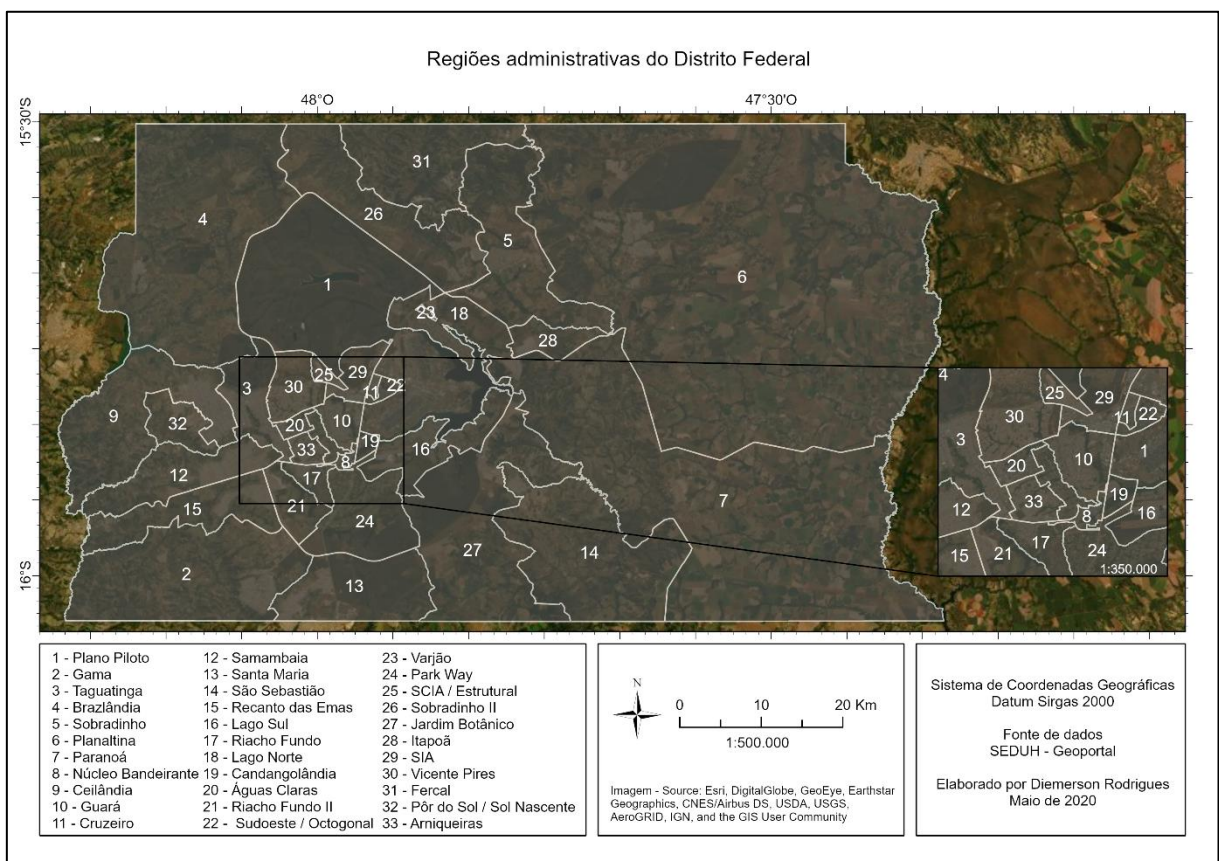 Regiões administrativas do Distrito Federal
48°O
47°30'O
15°30'S
16°S
31
4
26
5
6
1
23
18
28
3
30
25
29
11
22
9
32
20
10
19
33
8
16
12
17
15
21
24
7
27
14
2
13
4
25
29
30
11
22
3
10
1
20
33
19
12
8
16
15
21
17
24
1:350.000
1 - Plano Piloto
2 - Gama
3 - Taguatinga
4 - Brazlândia
5 - Sobradinho
6 - Planaltina
7 - Paranoá
8 - Núcleo Bandeirante
9 - Ceilândia
10 - Guará
11 - Cruzeiro
12 - Samambaia
13 - Santa Maria
14 - São Sebastião
15 - Recanto das Emas
16 - Lago Sul
17 - Riacho Fundo
18 - Lago Norte
19 - Candangolândia
20 - Águas Claras
21 - Riacho Fundo II
22 - Sudoeste / Octogonal
23 - Varjão
24 - Park Way
25 - SCIA / Estrutural
26 - Sobradinho II
27 - Jardim Botânico
28 - Itapoã
29 - SIA
30 - Vicente Pires
31 - Fercal
32 - Pôr do Sol / Sol Nascente
33 - Arniqueiras
N
0 10 20 Km
1:500.000
Imagem - Source: Esri, DigitalGlobe, GeoEye, Earthstar
Geographics, CNES/Airbus DS, USDA, USGS,
AeroGRID, IGN, and the GIS User Community
Sistema de Coordenadas Geográficas
Datum Sirgas 2000
Fonte de dados
SEDUH - Geoportal
Elaborado por Diemerson Rodrigues
Maio de 2020